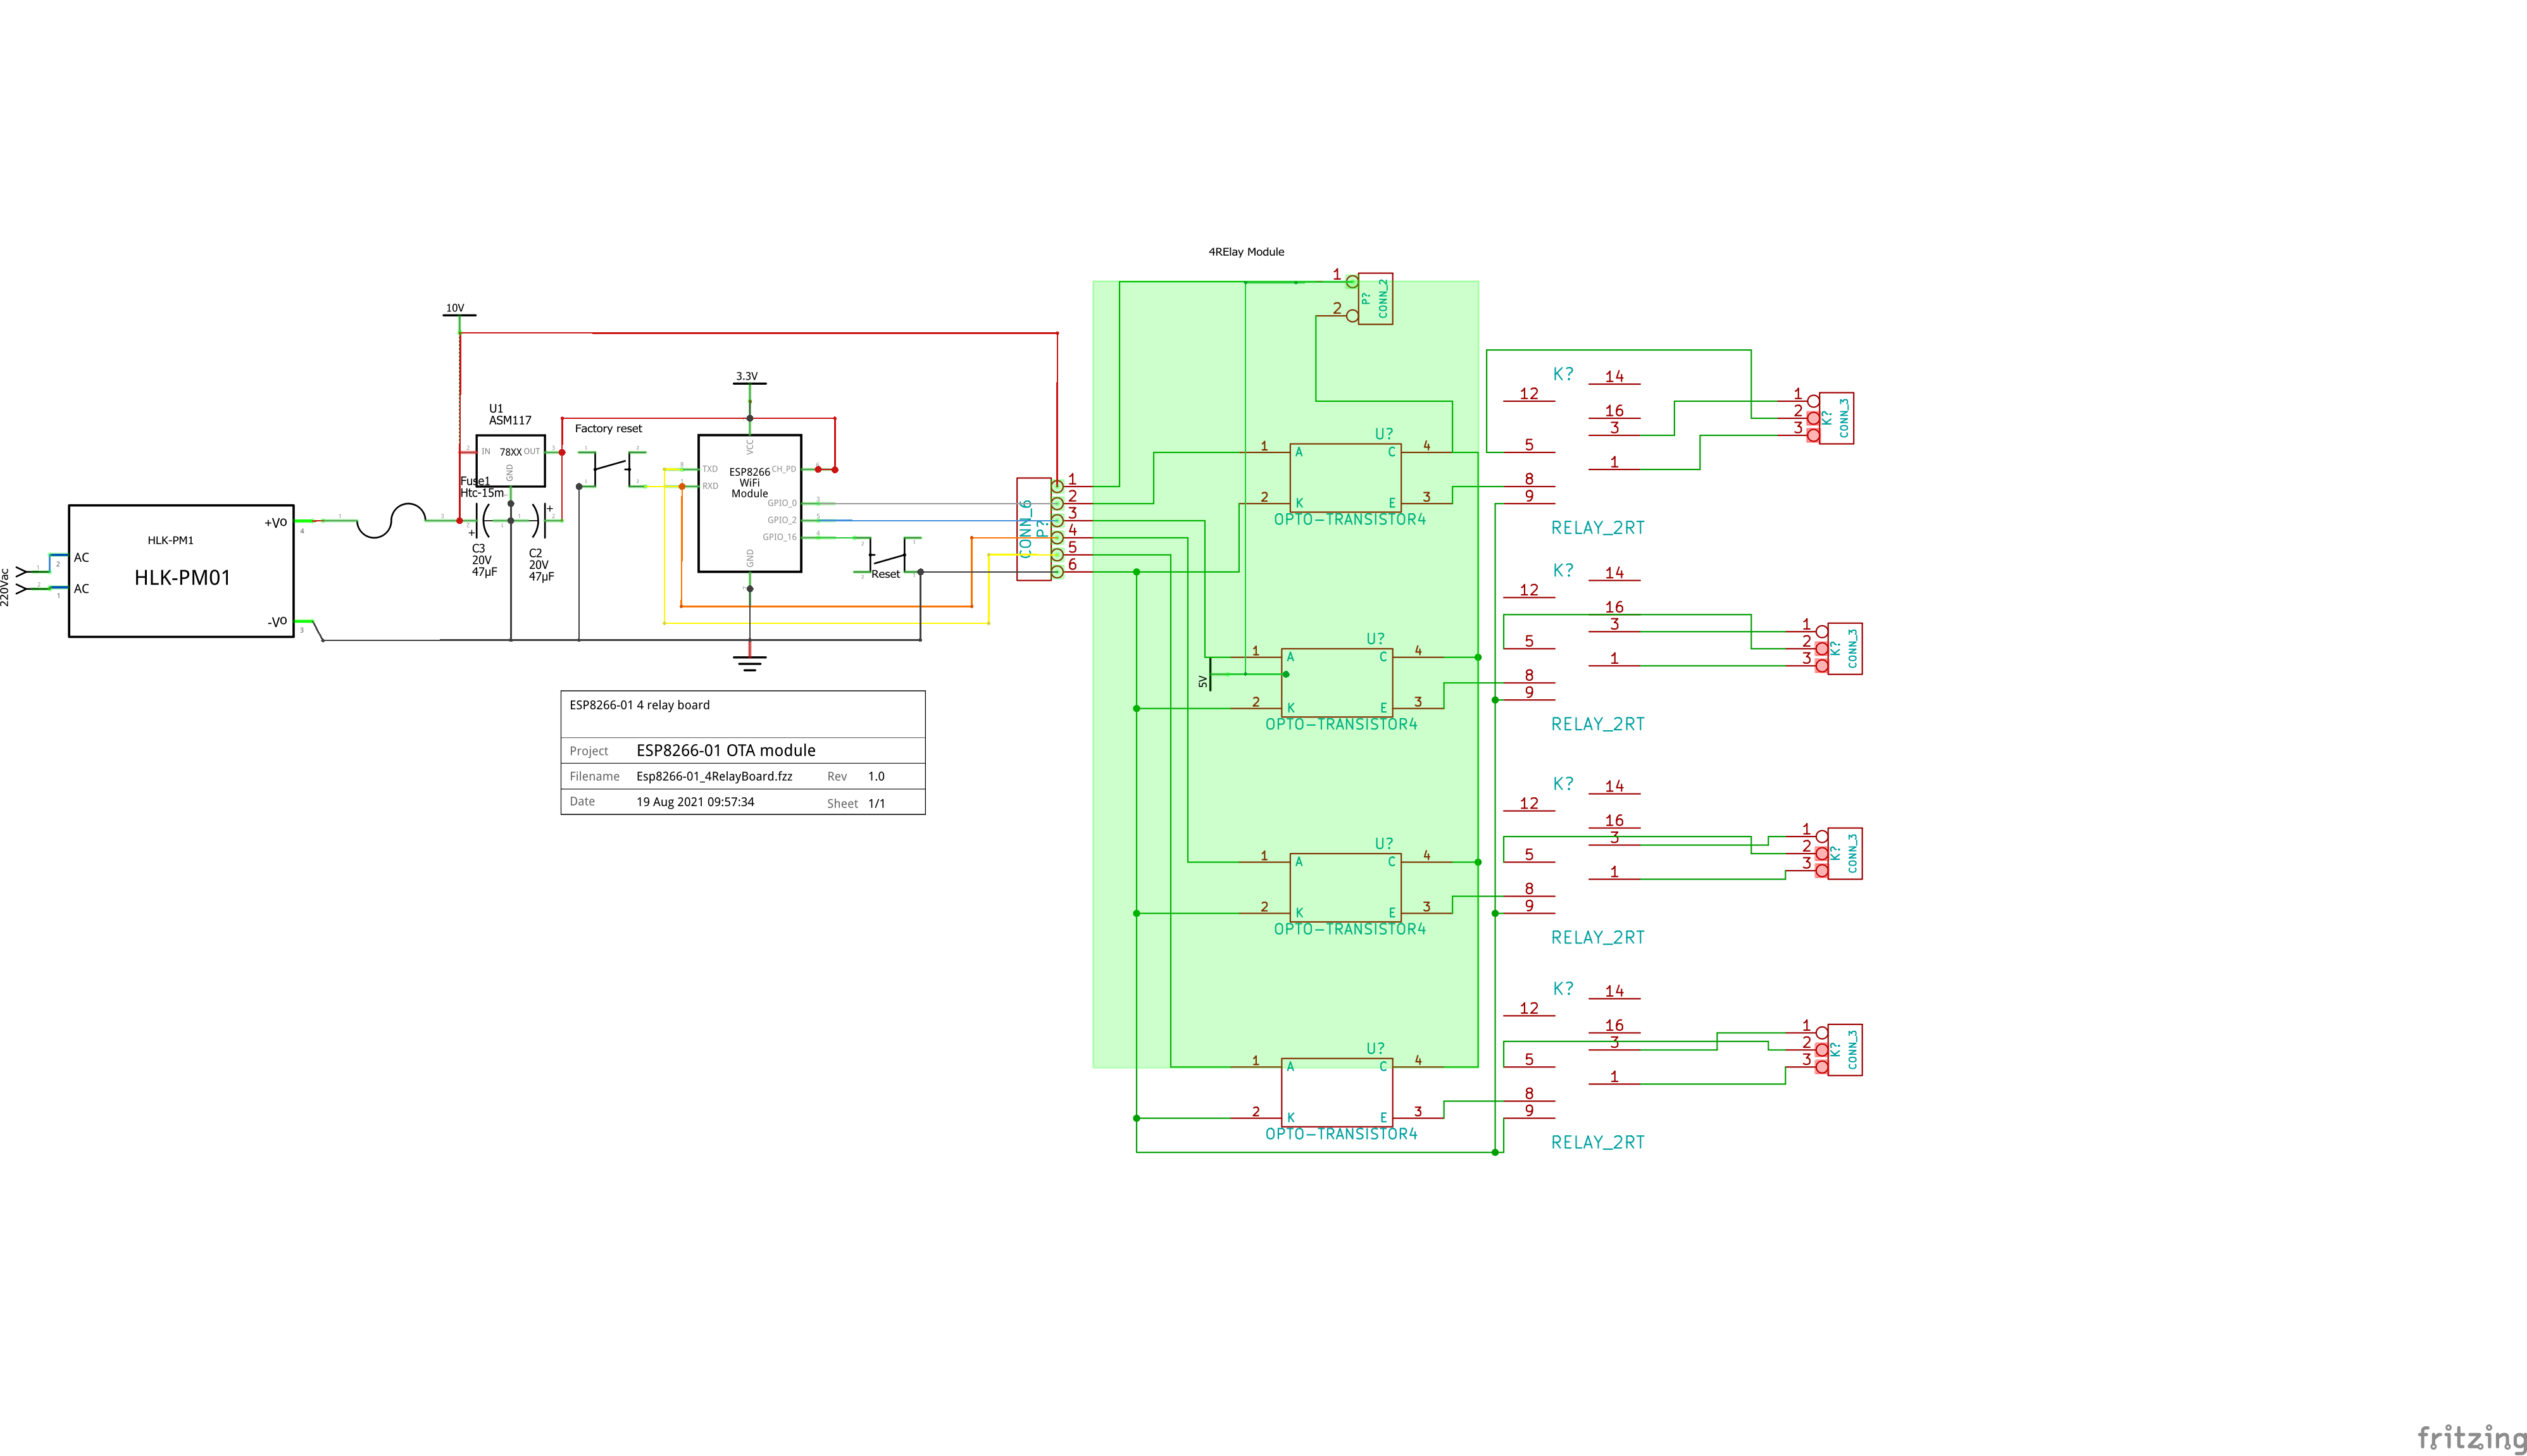 4RElay Module
1
2
P?
CONN_2
10V
3.3V
U1
ASM117
IN
78XX
OUT
GND
2
3
Factory reset
Fuse1
Htc-15m
C3
20V
47µF
C2
20V
47µF
+
+
HLK-PM1
HLK-PM01
+Vo
-Vo
AC
AC
4
3
2
1
220Vac
VCC
TXD
RXD
ESP8266
WiFi
Module
CH_PD
GPIO_0
GPIO_2
GPIO_16
GND
Reset
CONN_6
P?
1
2
3
4
5
6
ESP8266-01 4 relay board
Project ESP8266-01 OTA module
Filename Esp8266-01_4RelayBoard.fzz Rev 1.0
Date 19 Aug 2021 09:57:34 Sheet 1/1
U?
1 A C 4
2 K E 3
OPTO-TRANSISTOR4
5V
U?
1 A C 4
2 K E 3
OPTO-TRANSISTOR4
U?
1 A C 4
2 K E 3
OPTO-TRANSISTOR4
U?
1 A C 4
2 K E 3
OPTO-TRANSISTOR4
K?
14
12
16
3
5
1
8
9
RELAY_2RT
1
2
3
K?
CONN_3
K?
14
12
16
3
5
1
8
9
RELAY_2RT
1
2
3
K?
CONN_3
K?
14
12
16
3
5
1
8
9
RELAY_2RT
1
2
3
K?
CONN_3
K?
14
12
16
3
5
1
8
9
RELAY_2RT
1
2
3
K?
CONN_3
fritzing